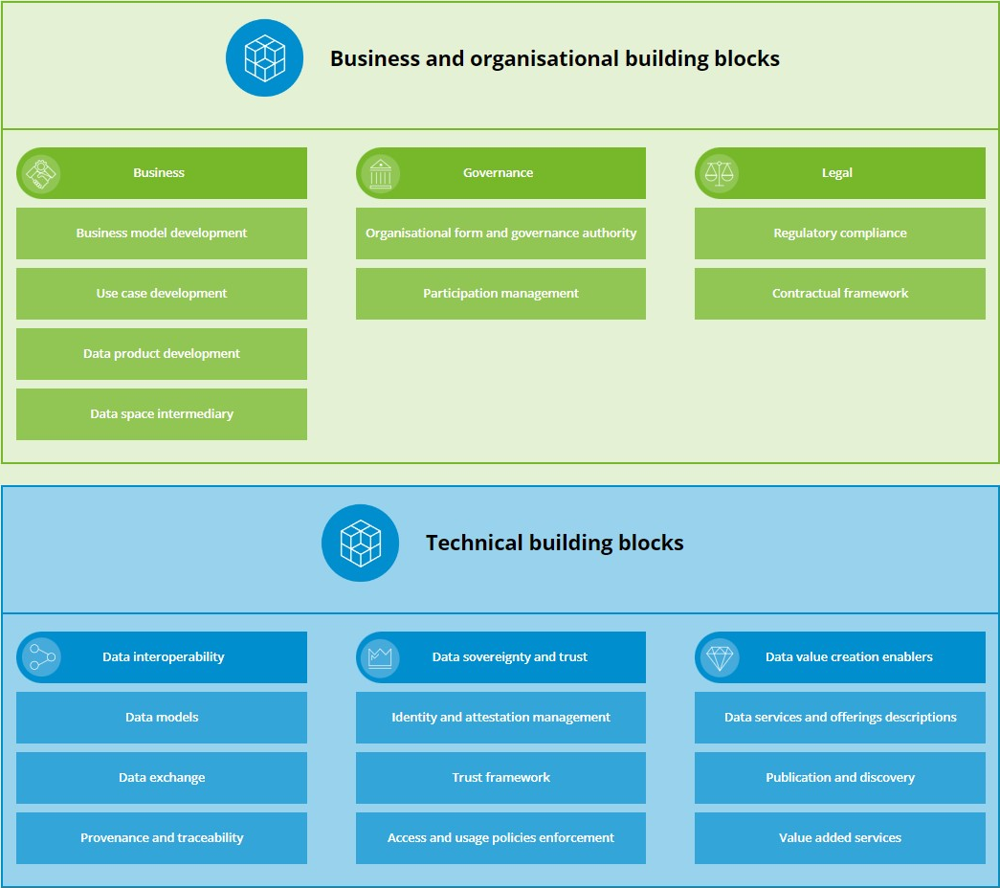 Business and organisational building blocks
Business
Business model development
Use case development
Data product development
Data space intermediary
Governance
Organisational form and governance authority
Participation management
Legal
Regulatory compliance
Contractual framework
Technical building blocks
Data interoperability
Data models
Data exchange
Provenance and traceability
Data sovereignty and trust
Identity and attestation management
Trust framework
Access and usage policies enforcement
Data value creation enablers
Data services and offerings descriptions
Publication and discovery
Value added services